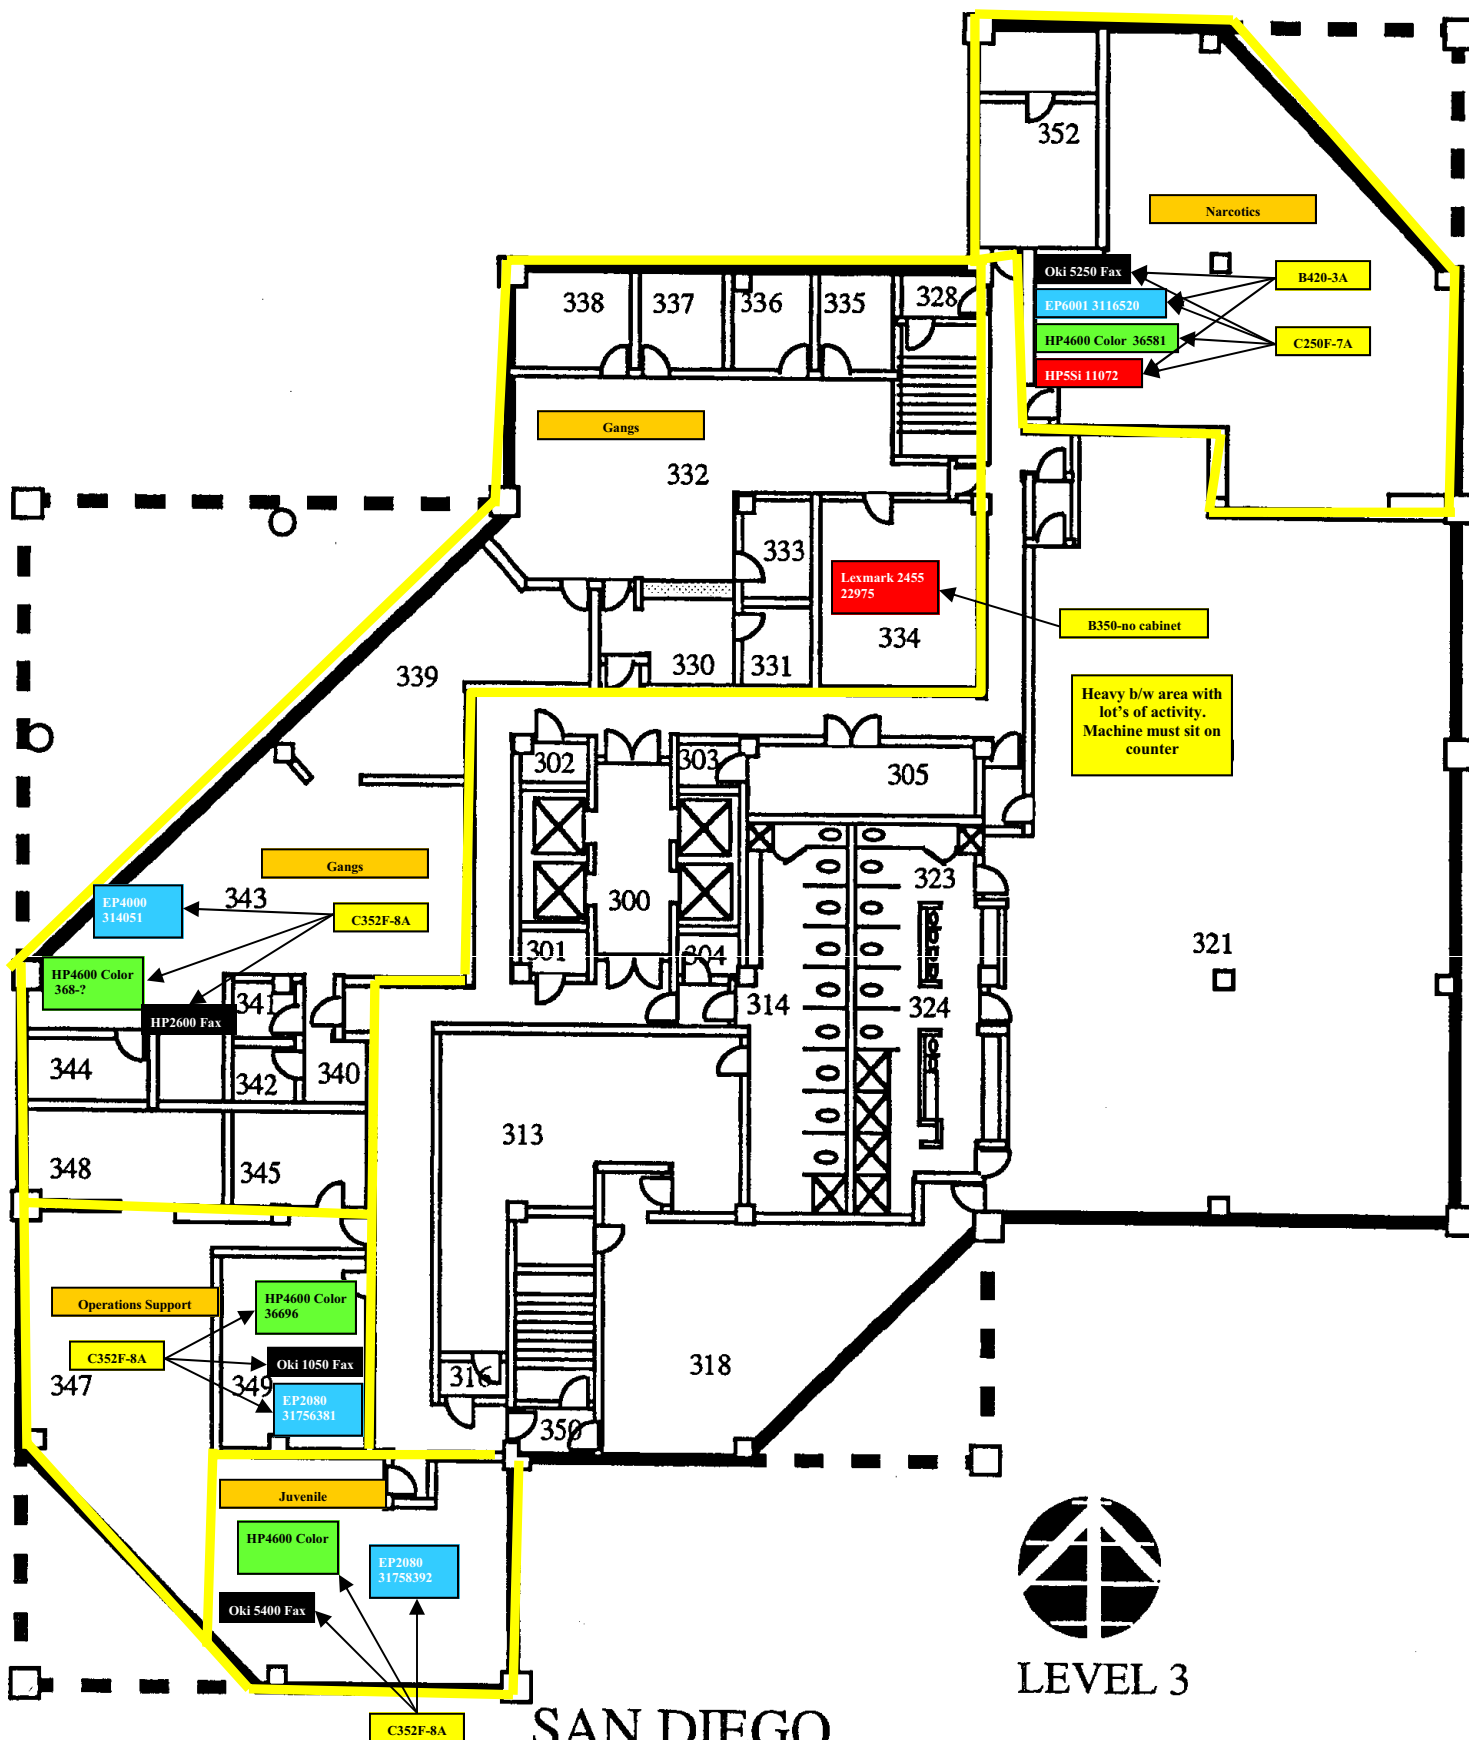 352
Narcotics
Oki 5250 Fax
B420-3A
EP6001 3116520
HP4600 Color 36581
C250F-7A
HP5Si 11072
338
337
336
335
328
Gangs
332
333
Lexmark 2455
22975
B350-no cabinet
334
330
331
339
Heavy b/w area with
lot's of activity.
Machine must sit on
counter
302
303
305
Gangs
EP4000
314051
343
C352F-8A
300
323
301
304
321
HP4600 Color
368-?
HP2600 Fax
341
314
324
344
342
340
313
348
345
Operations Support
HP4600 Color
36696
C352F-8A
Oki 1050 Fax
347
349
EP2080
31756381
316
318
350
Juvenile
HP4600 Color
EP2080
31758392
Oki 5400 Fax
C352F-8A
LEVEL 3
SAN DIEGO